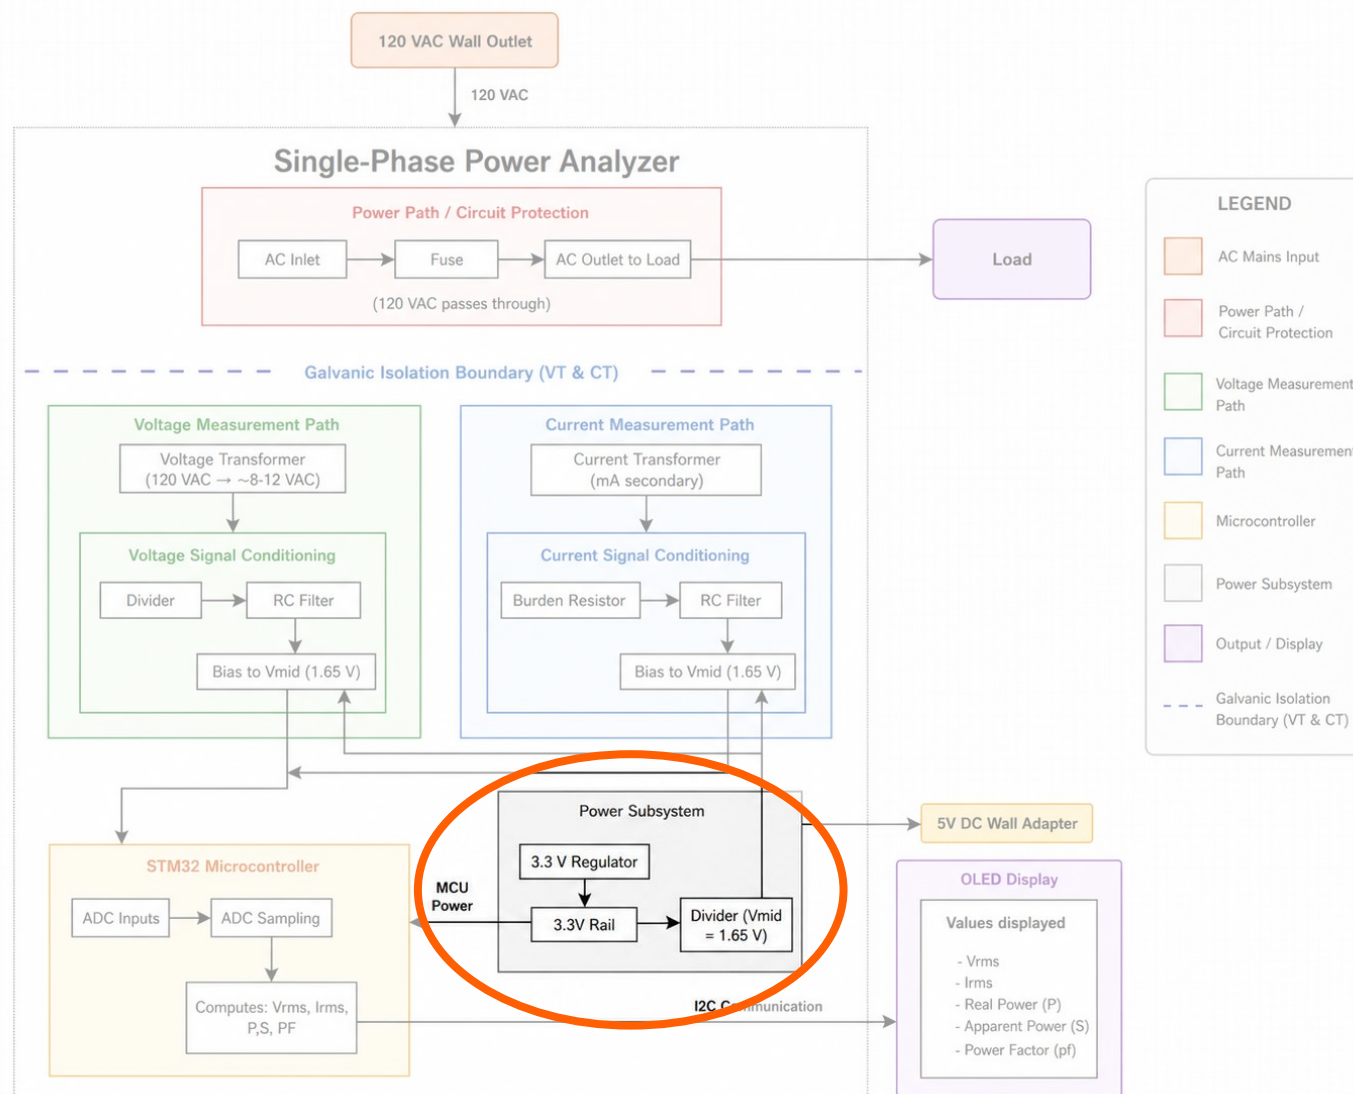 120 VAC Wall Outlet
120 VAC
Single-Phase Power Analyzer
Power Path / Circuit Protection
AC Inlet
Fuse
AC Outlet to Load
(120 VAC passes through)
Load
Galvanic Isolation Boundary (VT & CT)
Voltage Measurement Path
Voltage Transformer
(120 VAC → ~8-12 VAC)
Voltage Signal Conditioning
Divider
RC Filter
Bias to Vmid (1.65 V)
Current Measurement Path
Current Transformer
(mA secondary)
Current Signal Conditioning
Burden Resistor
RC Filter
Bias to Vmid (1.65 V)
Power Subsystem
3.3 V Regulator
3.3V Rail
Divider (Vmid
= 1.65 V)
MCU
Power
5V DC Wall Adapter
STM32 Microcontroller
ADC Inputs
ADC Sampling
Computes: Vrms, Irms,
P,S, PF
I2C Communication
OLED Display
Values displayed
- Vrms
- Irms
- Real Power (P)
- Apparent Power (S)
- Power Factor (pf)
LEGEND
AC Mains Input
Power Path /
Circuit Protection
Voltage Measurement
Path
Current Measurement
Path
Microcontroller
Power Subsystem
Output / Display
Galvanic Isolation
Boundary (VT & CT)